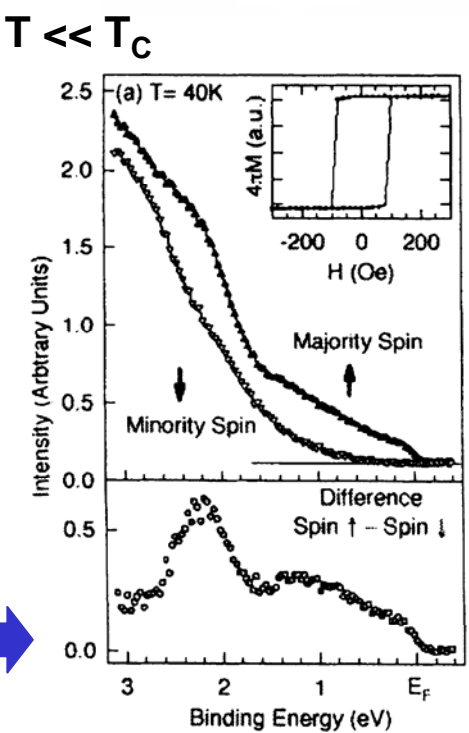 T << T_C
(a) T= 40K
2.5
2.0
1.5
1.0
0.5
0.0
Intensity (Arbtrary Units)
4πM (a.u.)
-200 0 200
H (Oe)
Majority Spin
Minority Spin
Difference
Spin ↑ – Spin ↓
0.5
0.0
3 2 1 E_F
Binding Energy (eV)